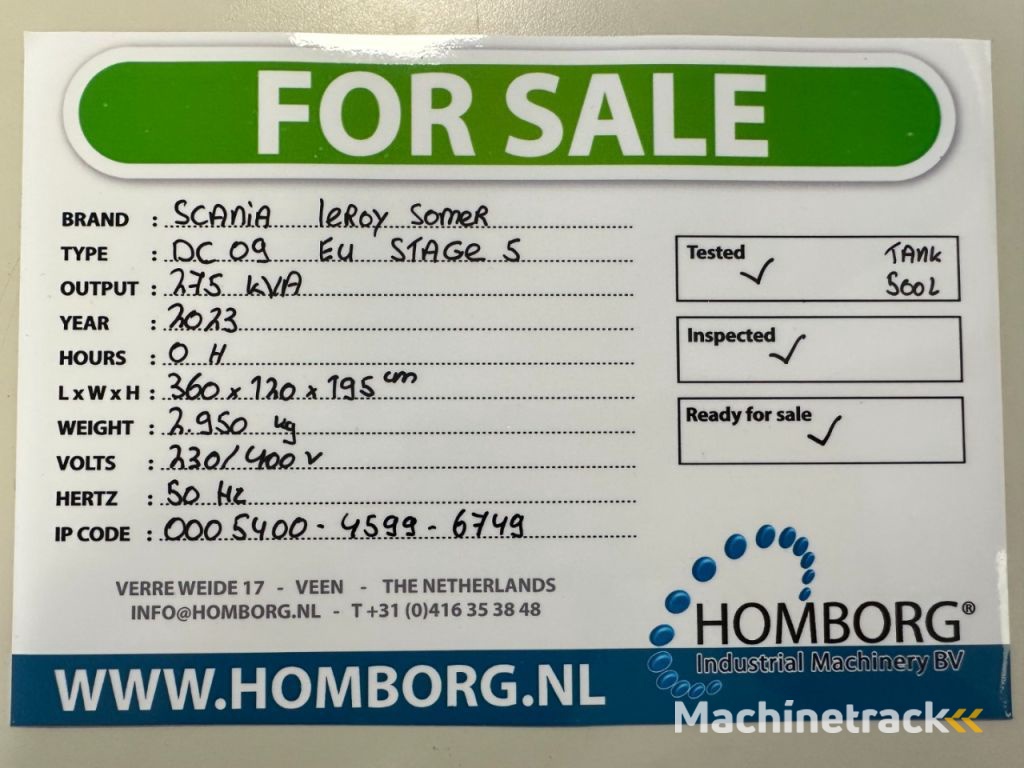 FOR SALE
BRAND : SCANIA leROY SOMER
TYPE : DC 09 EU STAGE 5
OUTPUT : 275 kVA
YEAR : 2023
HOURS : 0 H
L x W x H : 360 x 120 x 195 cm
WEIGHT : 2.950 kg
VOLTS : 230/400 V
HERTZ : 50 Hz
IP CODE : 0005400 - 4599 - 6749
Tested ✓ TANK
500L
Inspected ✓
Ready for sale ✓
VERRE WEIDE 17 - VEEN - THE NETHERLANDS
INFO@HOMBORG.NL - T +31 (0)416 35 38 48
HOMBORG®
Industrial Machinery BV
WWW.HOMBORG.NL
Machinetrack